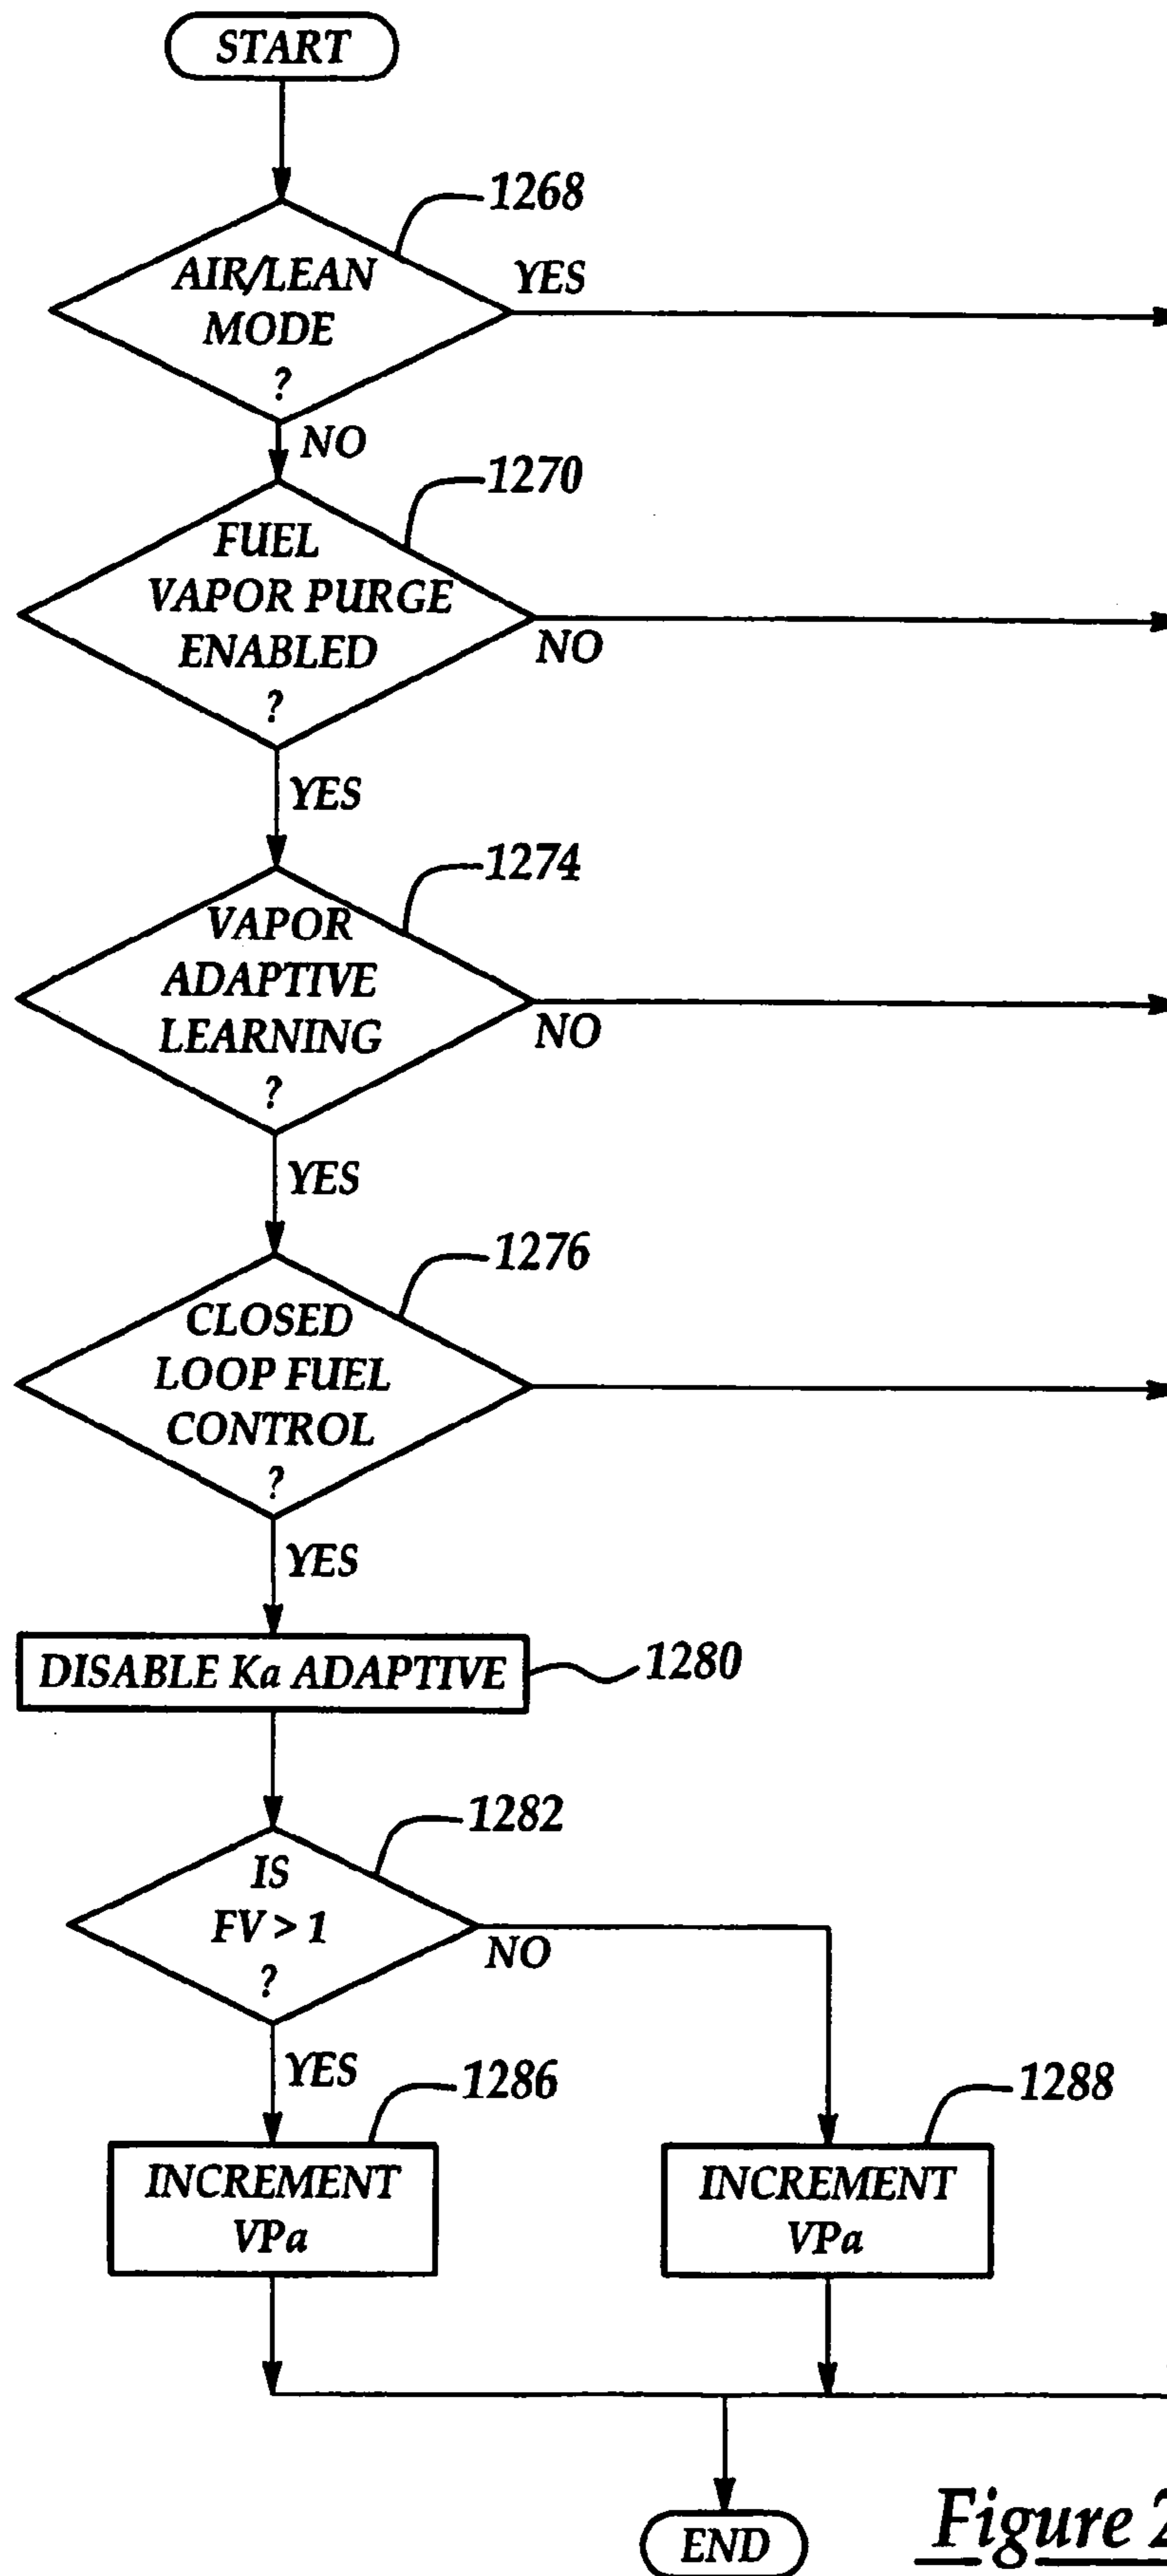 START
1268
AIR/LEAN
MODE
?
YES
NO
1270
FUEL
VAPOR PURGE
ENABLED
?
NO
YES
1274
VAPOR
ADAPTIVE
LEARNING
?
NO
YES
1276
CLOSED
LOOP FUEL
CONTROL
?
YES
DISABLE Ka ADAPTIVE
1280
1282
IS
FV > 1
?
NO
YES
1286
1288
INCREMENT
VPa
INCREMENT
VPa
END
Figure 2